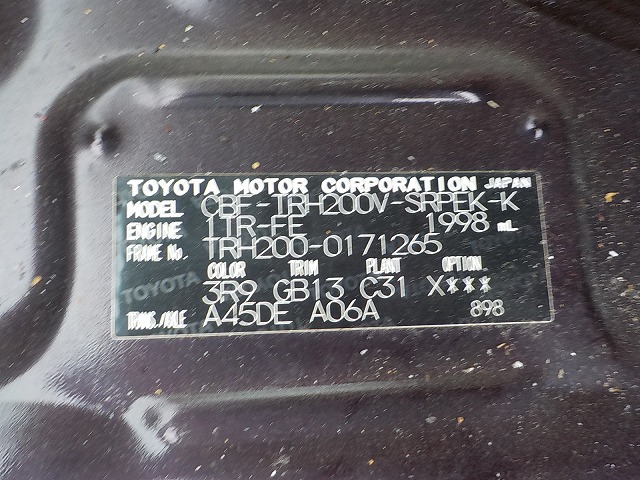 TOYOTA MOTOR CORPORATION JAPAN
MODEL CBF-TRH200V-SRPEK-K
ENGINE 1TR-FE 1998 mL
FRAME No. TRH200-0171265
COLOR TRIM PLANT OPTION
3R9 GB13 C31 X***
TRANS./AXLE A45DE A06A 898